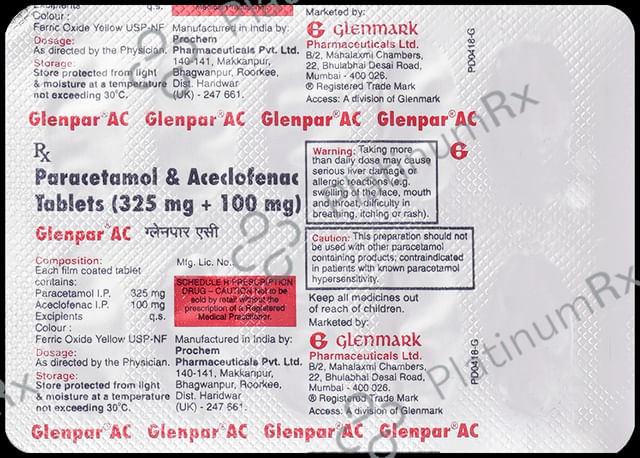 Excipients q.s.
Colour :
Ferric Oxide Yellow USP-NF
Dosage:
As directed by the Physician.
Storage:
Store protected from light
& moisture at a temperature
not exceeding 30°C.
Medical Practitioner.
Manufactured in India by:
Prochem
Pharmaceuticals Pvt. Ltd.
140-141, Makkanpur,
Bhagwanpur, Roorkee,
Dist. Haridwar
(UK) - 247 661.
Marketed by:
G glenmark
Pharmaceuticals Ltd.
B/2, Mahalaxmi Chambers,
22, Bhulabhai Desai Road,
Mumbai - 400 026.
® Registered Trade Mark
Access: A division of Glenmark
PD0418-G
Glenpar® AC Glenpar® AC Glenpar® AC Glenpar® AC
Rx
Paracetamol & Aceclofenac
Tablets (325 mg + 100 mg)
Glenpar® AC ग्लेनपार एसी
Warning: Taking more
than daily dose may cause
serious liver damage or
allergic reactions (e.g.
swelling of the face, mouth
and throat, difficulty in
breathing, itching or rash).
G
Composition:
Each film coated tablet
contains:
Paracetamol I.P. 325 mg
Aceclofenac I.P. 100 mg
Excipients q.s.
Colour :
Ferric Oxide Yellow USP-NF
Dosage:
As directed by the Physician.
Storage:
Store protected from light
& moisture at a temperature
not exceeding 30°C.
Mfg. Lic. No.
SCHEDULE H PRESCRIPTION
DRUG – CAUTION Not to be
sold by retail without the
prescription of a Registered
Medical Practitioner.
Manufactured in India by:
Prochem
Pharmaceuticals Pvt. Ltd.
140-141, Makkanpur,
Bhagwanpur, Roorkee,
Dist. Haridwar
(UK) - 247 661.
Caution: This preparation should not
be used with other paracetamol
containing products; contraindicated
in patients with known paracetamol
hypersensitivity.
Keep all medicines out
of reach of children.
Marketed by:
G glenmark
Pharmaceuticals Ltd.
B/2, Mahalaxmi Chambers,
22, Bhulabhai Desai Road,
Mumbai - 400 026.
® Registered Trade Mark
Access: A division of Glenmark
PD0418-G
Glenpar® AC Glenpar® AC Glenpar® AC Glenpar® AC
PlatinumRx
PlatinumRx
PlatinumRx